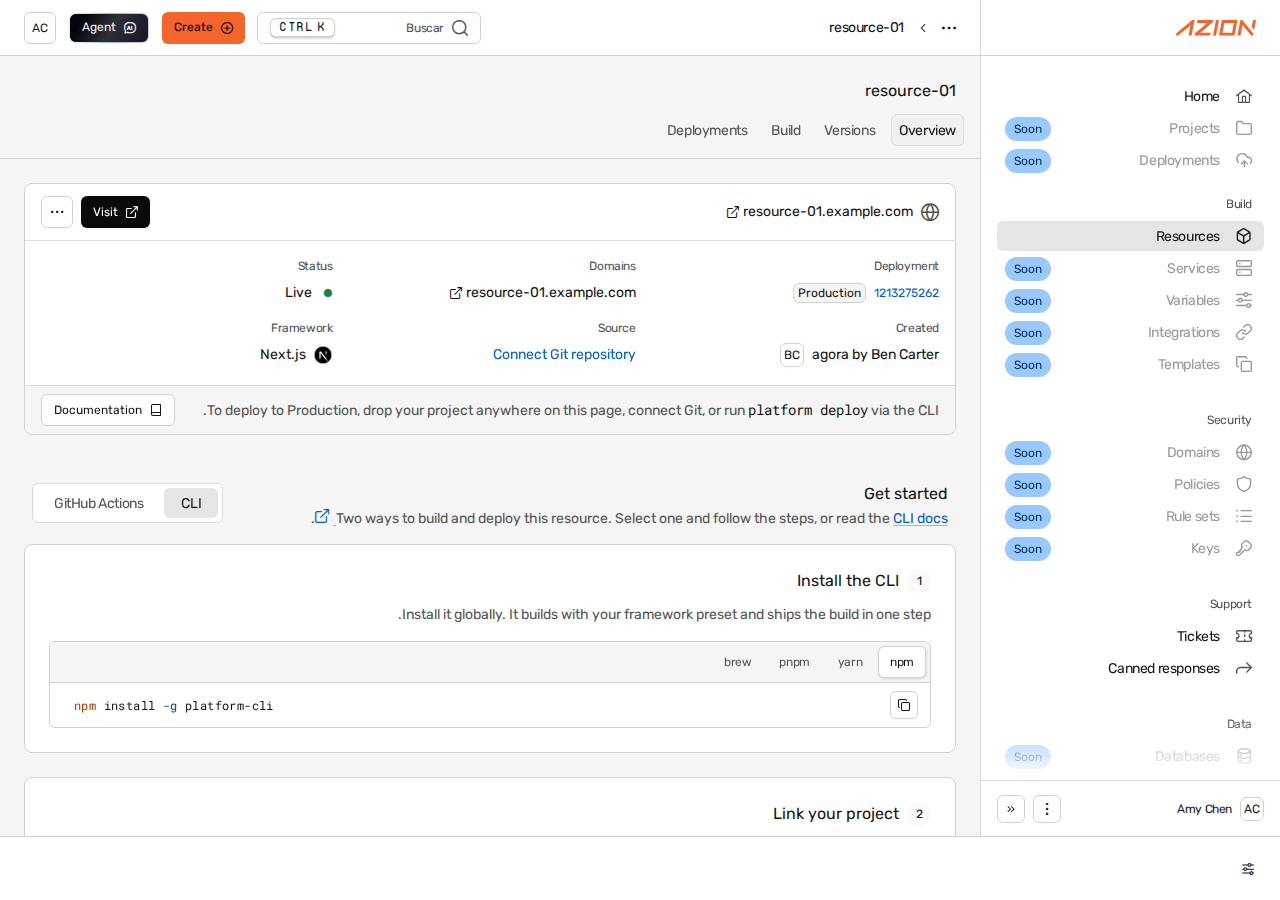 AC
Agent
Create
CTRL K
Buscar
resource-01
AZION
Home
Projects
Soon
Deployments
Soon
Build
Resources
Services
Soon
Variables
Soon
Integrations
Soon
Templates
Soon
Security
Domains
Soon
Policies
Soon
Rule sets
Soon
Keys
Soon
Support
Tickets
Canned responses
Data
Databases
Soon
AC
Amy Chen
resource-01
Overview
Versions
Build
Deployments
resource-01.example.com
Visit
Deployment
1213275262 Production
Domains
resource-01.example.com
Status
Live
Created
agora by Ben Carter BC
Source
Connect Git repository
Framework
Next.js
.To deploy to Production, drop your project anywhere on this page, connect Git, or run platform deploy via the CLI
Documentation
Get started
.Two ways to build and deploy this resource. Select one and follow the steps, or read the CLI docs
CLI
GitHub Actions
1 Install the CLI
.Install it globally. It builds with your framework preset and ships the build in one step
npm
yarn
pnpm
brew
npm install -g platform-cli
2 Link your project